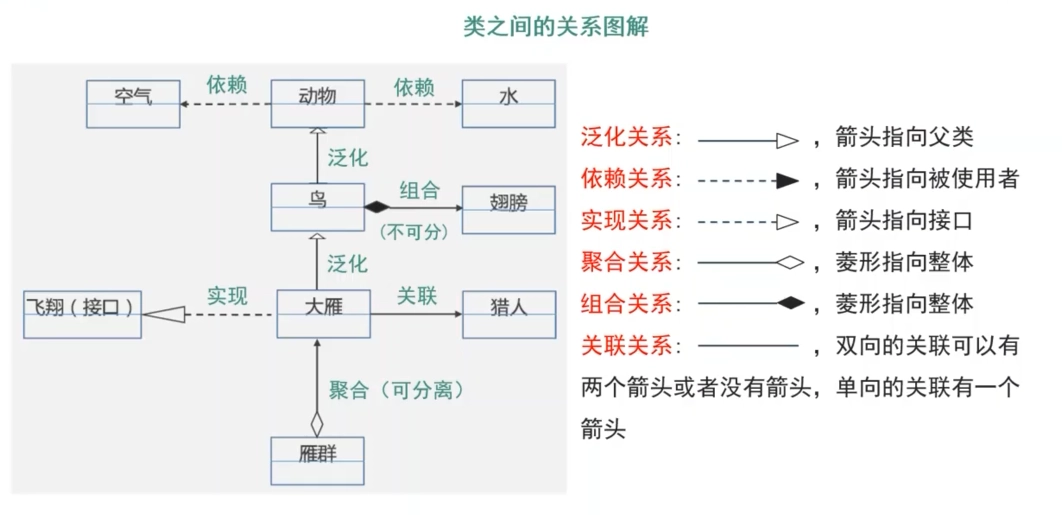 类之间的关系图解
空气
依赖
动物
依赖
水
泛化
鸟
组合
(不可分)
翅膀
泛化
飞翔（接口）
实现
大雁
关联
猎人
聚合（可分离）
雁群
泛化关系： ，箭头指向父类
依赖关系： ，箭头指向被使用者
实现关系： ，箭头指向接口
聚合关系： ，菱形指向整体
组合关系： ，菱形指向整体
关联关系： ，双向的关联可以有
两个箭头或者没有箭头，单向的关联有一个
箭头